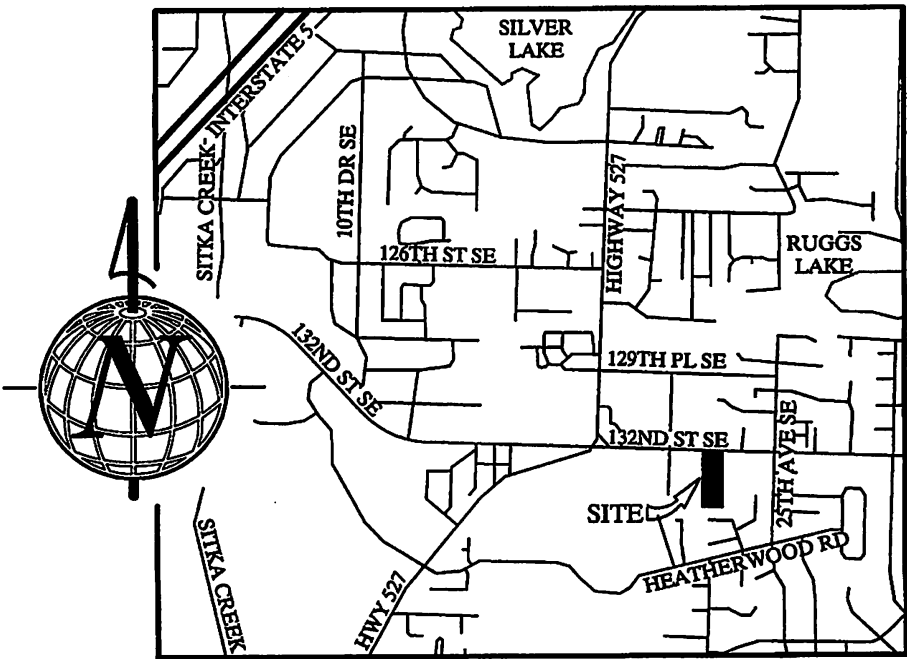 SILVER
LAKE
SITKA CREEK
INTERSTATE 5
10TH DR SE
HIGHWAY 527
126TH ST SE
RUGGS
LAKE
N
132ND ST SE
129TH PL SE
132ND ST SE
25TH AVE SE
SITE
HEATHERWOOD RD
SITKA CREEK
HWY 527